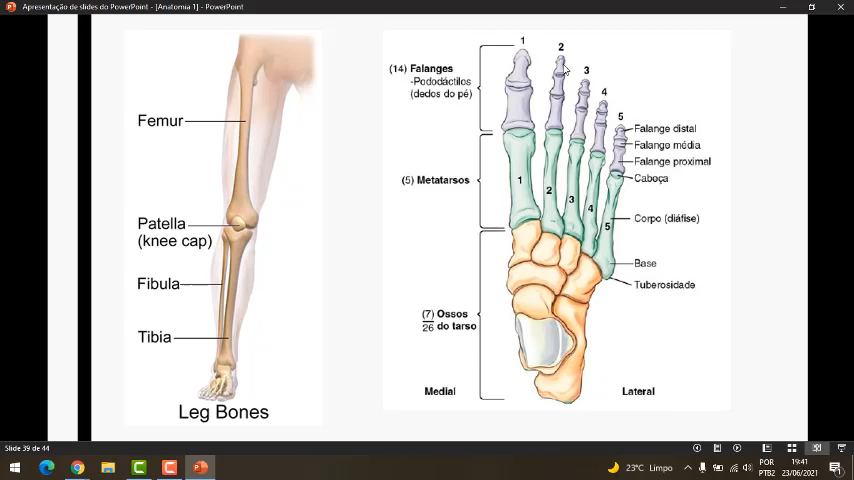 Apresentação de slides do PowerPoint - [Anatomia 1] - PowerPoint
Femur
Patella
(knee cap)
Fibula
Tibia
Leg Bones
(14) Falanges
-Pododáctilos
(dedos do pé)
(5) Metatarsos
(7) Ossos
26 do tarso
Medial
Lateral
1
2
3
4
5
1
2
3
4
5
Falange distal
Falange média
Falange proximal
Cabeça
Corpo (diáfise)
Base
Tuberosidade
Slide 39 de 44
23°C Limpo
POR
PTB2
19:41
23/06/2021
1